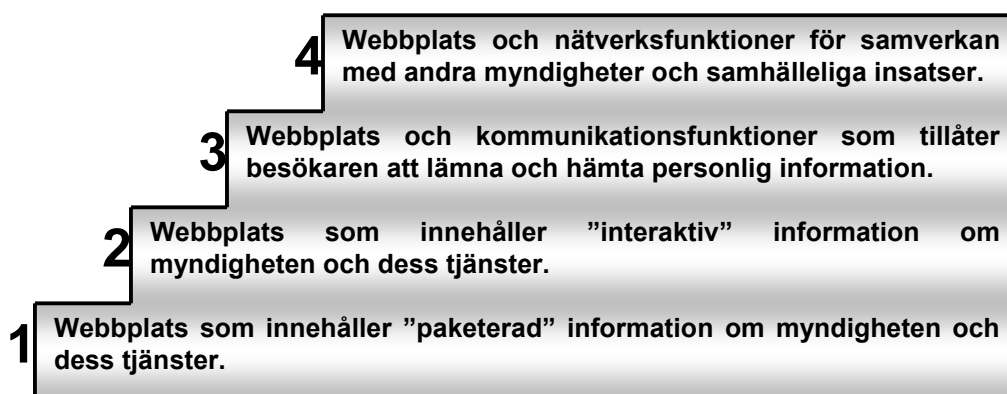 4 Webbplats och nätverksfunktioner för samverkan
med andra myndigheter och samhälleliga insatser.
3 Webbplats och kommunikationsfunktioner som tillåter
besökaren att lämna och hämta personlig information.
2 Webbplats som innehåller ”interaktiv” information om
myndigheten och dess tjänster.
1 Webbplats som innehåller ”paketerad” information om myndigheten och
dess tjänster.